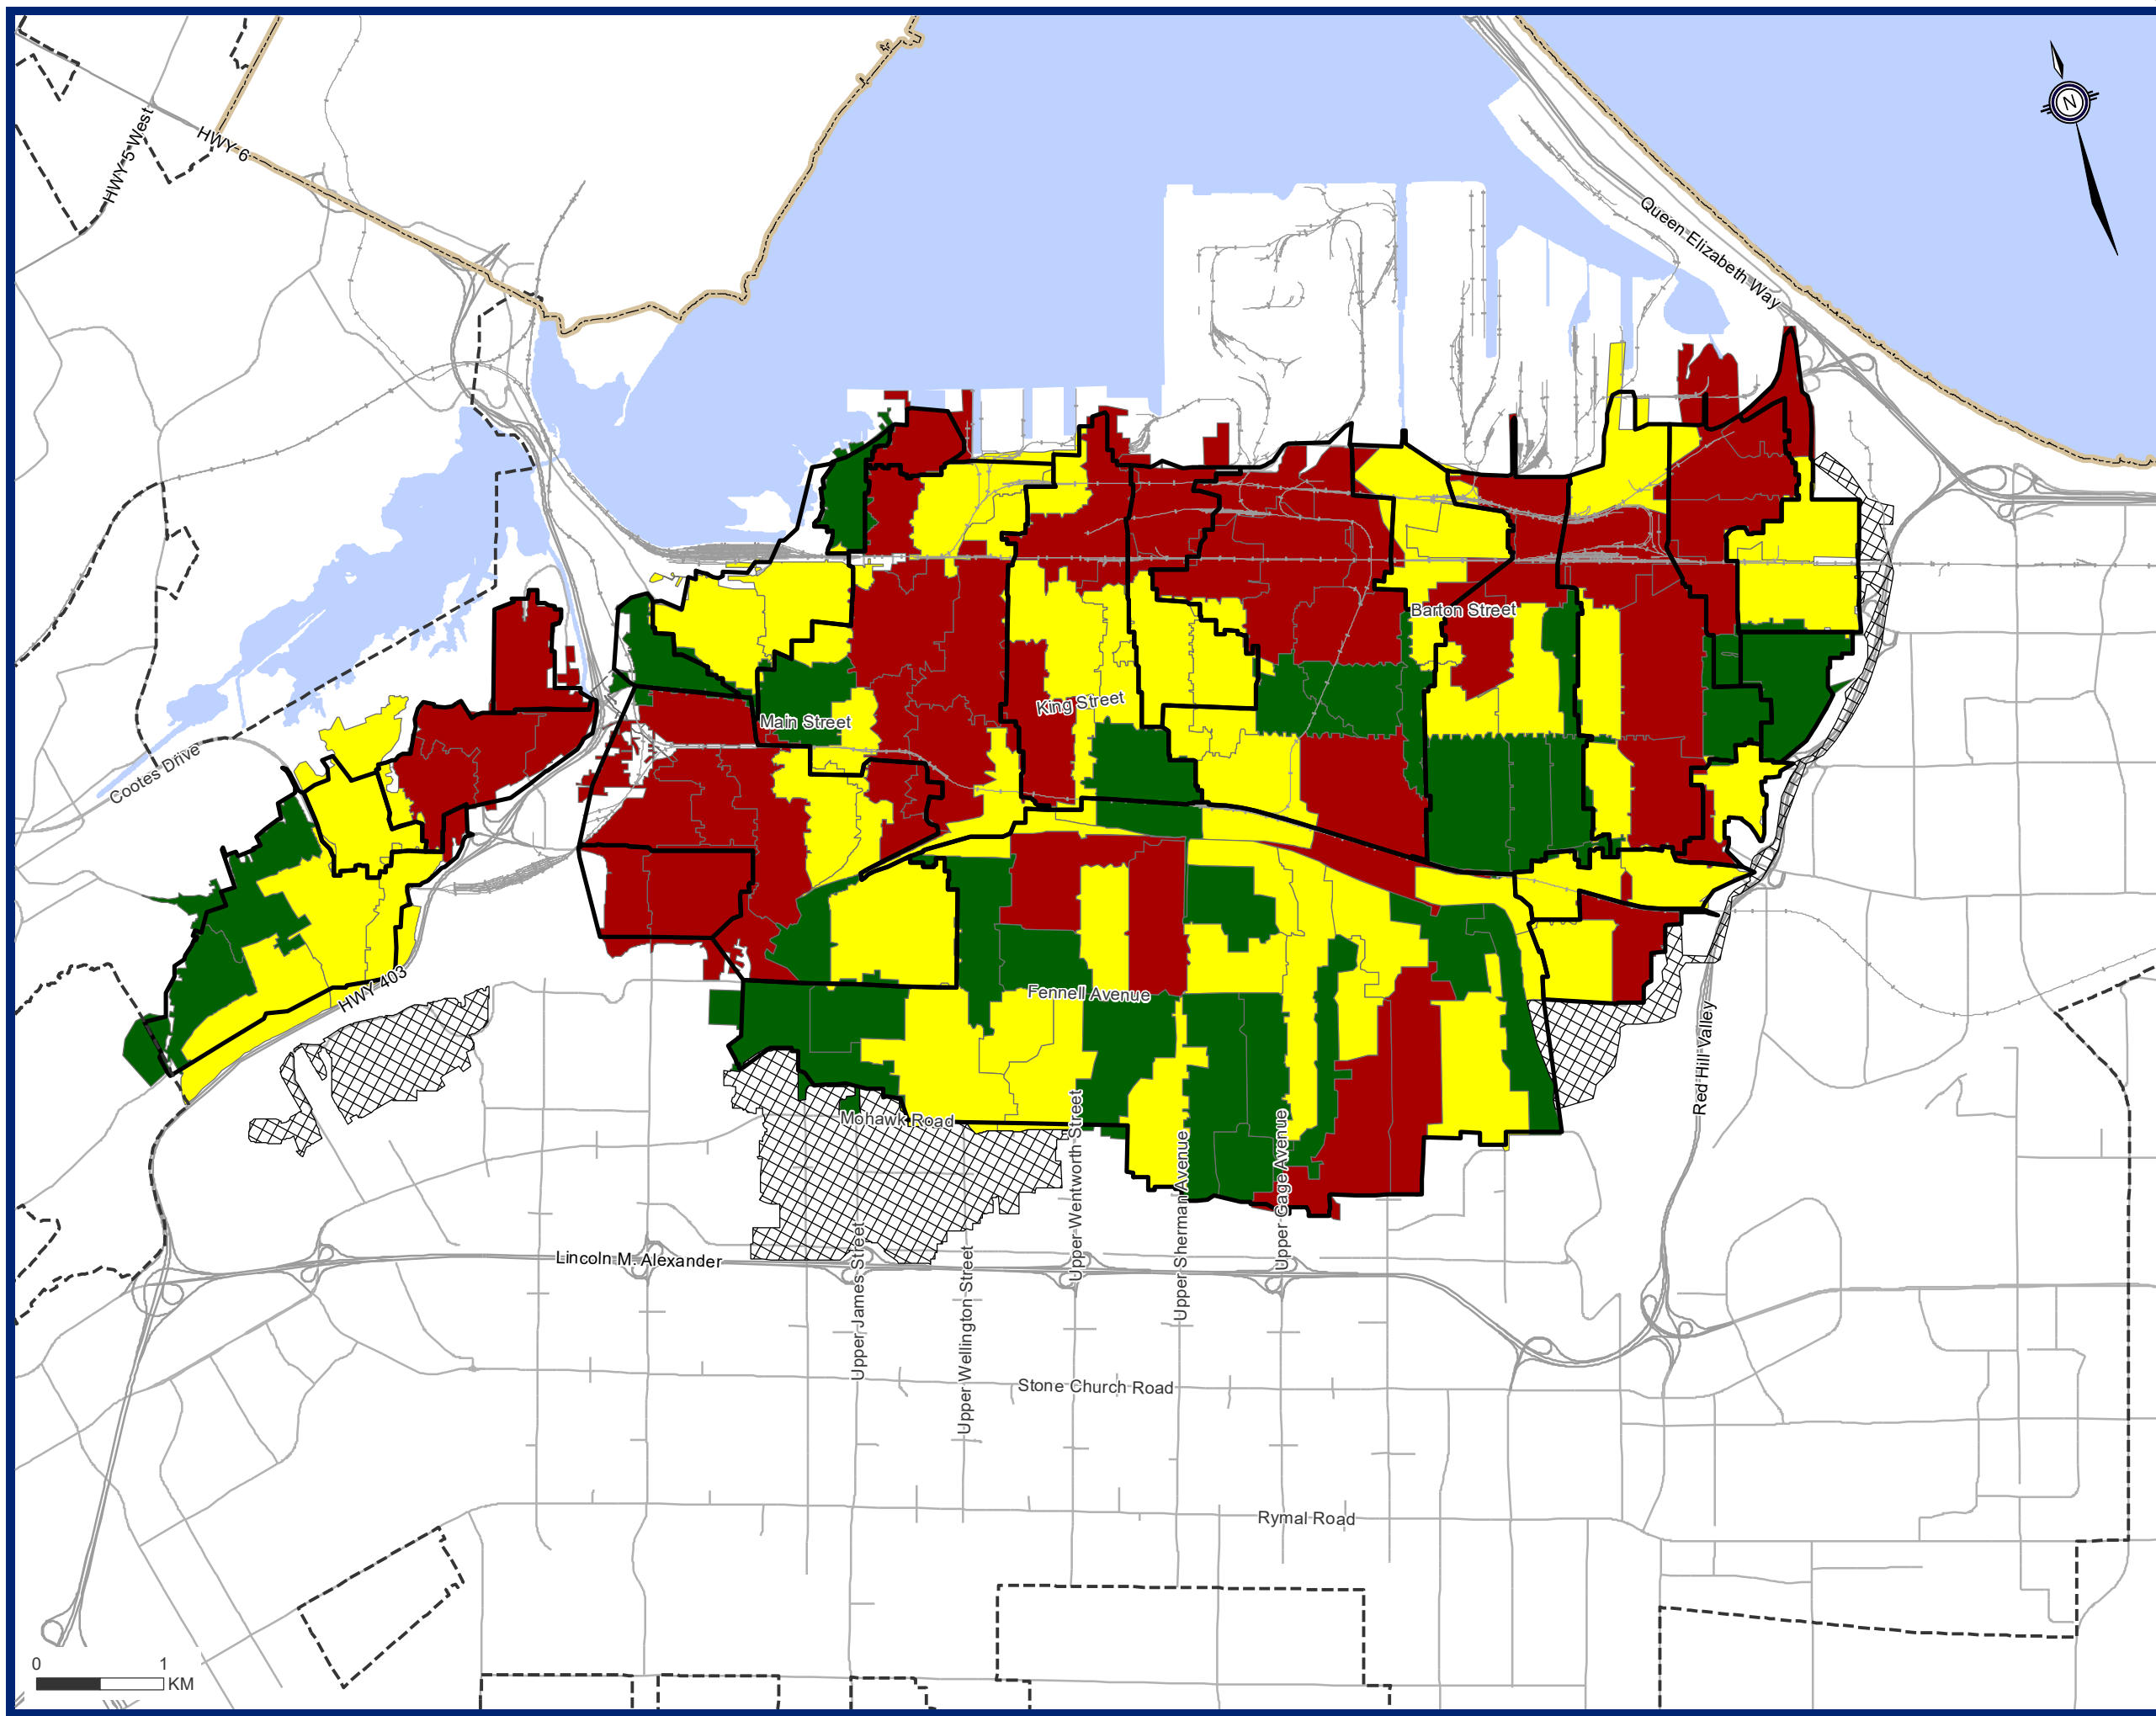 HWY 5 West
HWY 6
N
Queen Elizabeth Way
Barton Street
King Street
Main Street
Cootes Drive
HWY 403
Fennell Avenue
Red Hill Valley
Mohawk Road
Upper Wentworth Street
Upper Sherman Avenue
Upper Gage Avenue
Upper James Street
Upper Wellington Street
Lincoln M. Alexander
Stone Church Road
Rymal Road
0 1
KM